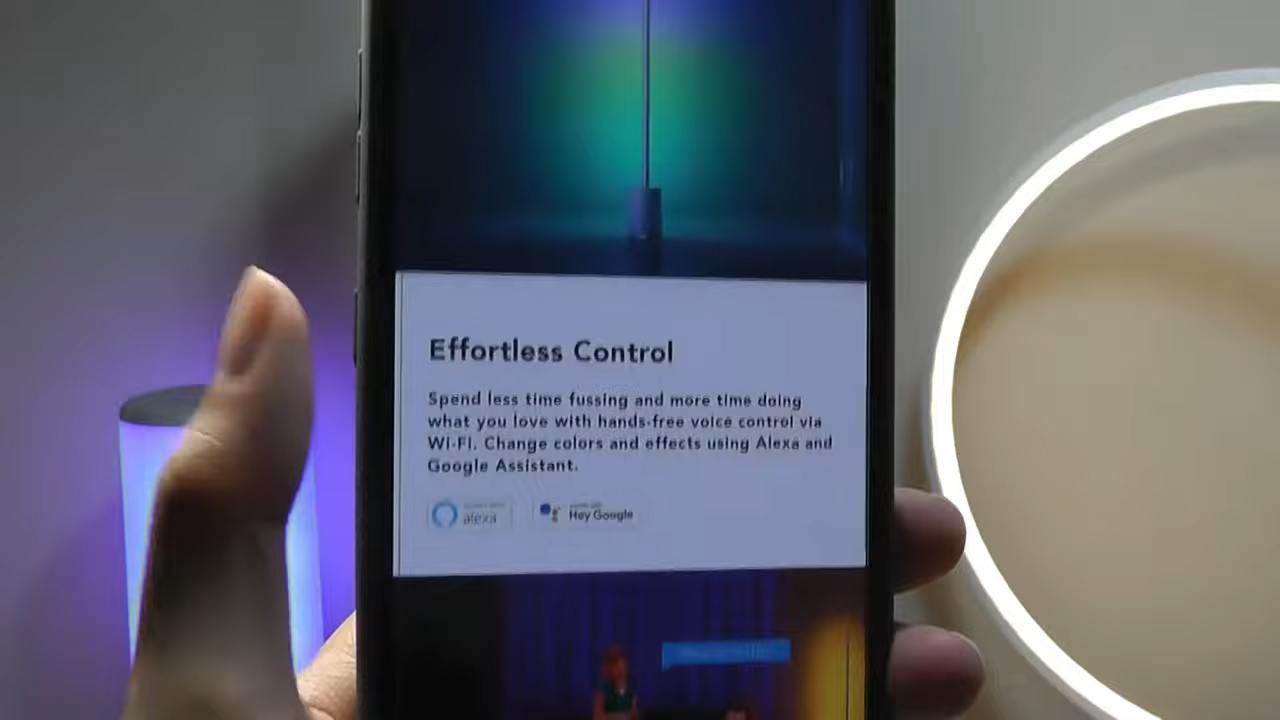 Effortless Control
Spend less time fussing and more time doing
what you love with hands-free voice control via
Wi-Fi. Change colors and effects using Alexa and
Google Assistant.
alexa
Hey Google